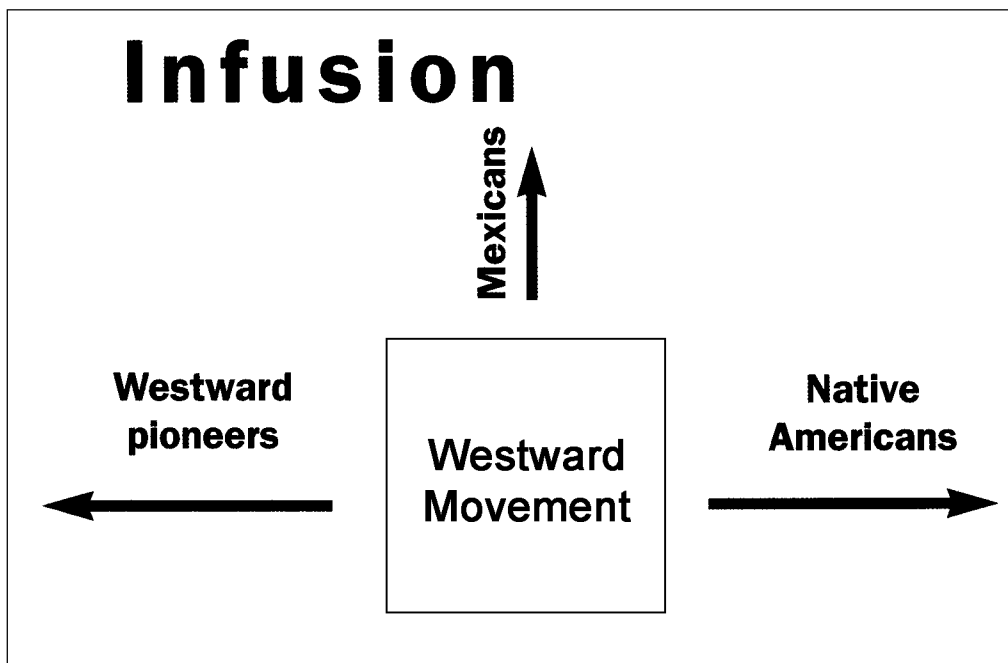 Infusion
Mexicans
Westward
pioneers
Westward
Movement
Native
Americans